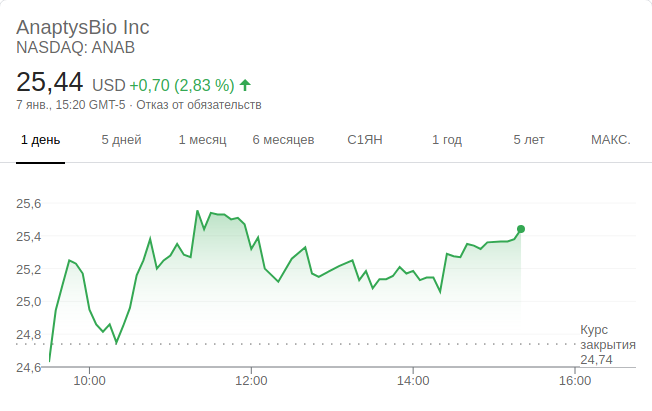 AnaptysBio Inc
NASDAQ: ANAB
25,44 USD +0,70 (2,83 %)
7 янв., 15:20 GMT-5 · Отказ от обязательств
1 день 5 дней 1 месяц 6 месяцев С1ЯН 1 год 5 лет МАКС.
25,6
25,4
25,2
25,0
24,8
24,6
Курс
закрытия
24,74
10:00 12:00 14:00 16:00